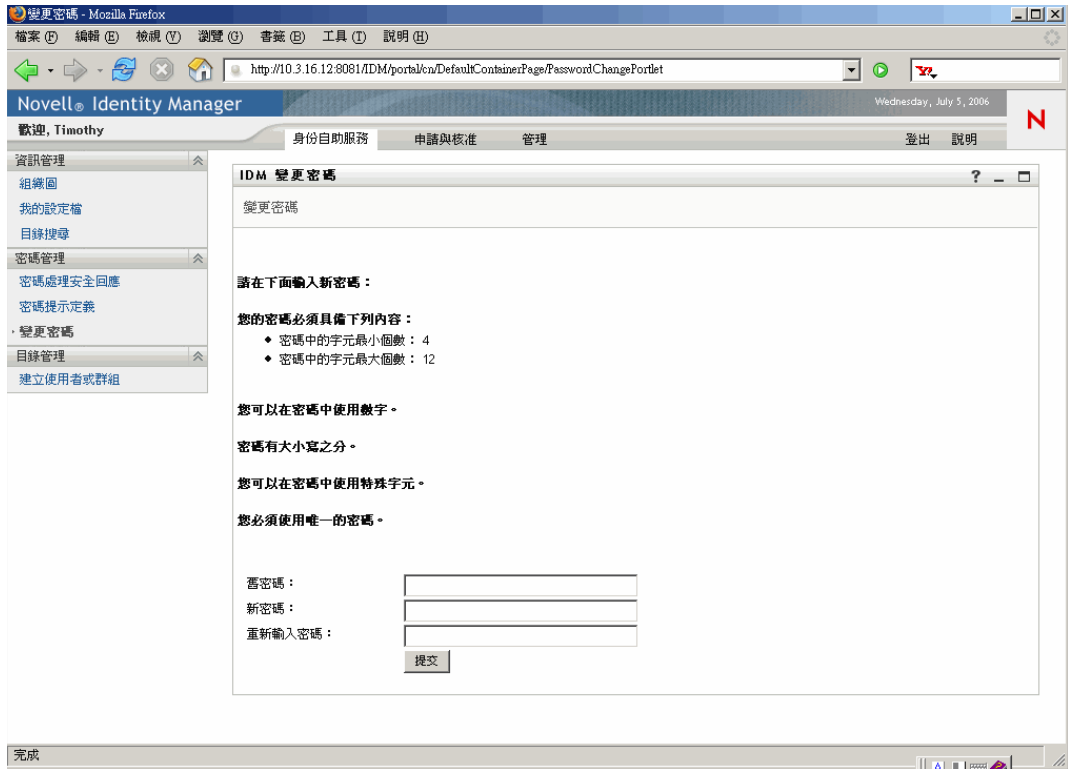 變更密碼 - Mozilla Firefox
檔案 (F) 編輯 (E) 檢視 (V) 瀏覽 (G) 書籤 (B) 工具 (T) 說明 (H)
http://10.3.16.12:8081/IDM/portal/cn/DefaultContainerPage/PasswordChangePortlet
Novell® Identity Manager
Wednesday, July 5, 2006
N
歡迎, Timothy
身份自助服務 申請與核准 管理 登出 說明
資訊管理
組織圖
我的設定檔
目錄搜尋
密碼管理
密碼處理安全回應
密碼提示定義
變更密碼
目錄管理
建立使用者或群組
IDM 變更密碼
變更密碼
請在下面輸入新密碼：
您的密碼必須具備下列內容：
密碼中的字元最小個數： 4
密碼中的字元最大個數： 12
您可以在密碼中使用數字。
密碼有大小寫之分。
您可以在密碼中使用特殊字元。
您必須使用唯一的密碼。
舊密碼：
新密碼：
重新輸入密碼：
提交
完成